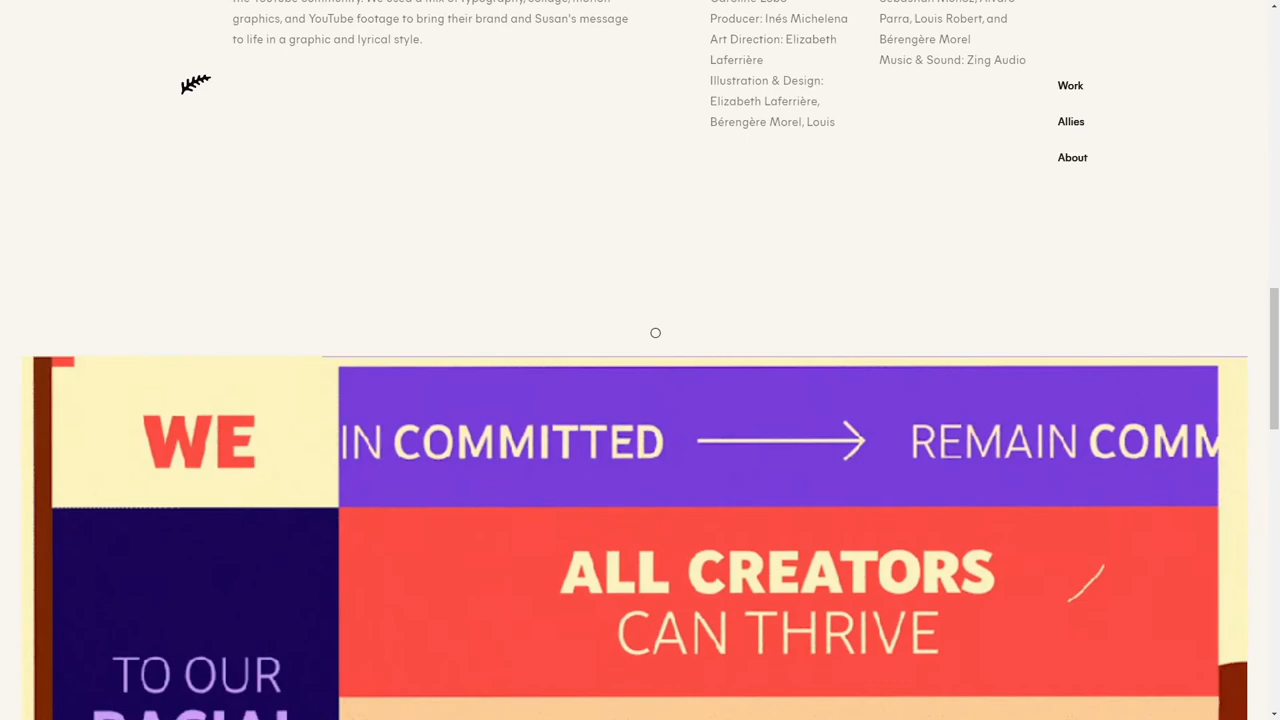 graphics, and YouTube footage to bring their brand and Susan's message
to life in a graphic and lyrical style.
Producer: Inés Michelena
Art Direction: Elizabeth
Laferrière
Illustration & Design:
Elizabeth Laferrière,
Bérengère Morel, Louis
Parra, Louis Robert, and
Bérengère Morel
Music & Sound: Zing Audio
Work
Allies
About
WE
IN COMMITTED
REMAIN COMM
ALL CREATORS
CAN THRIVE
TO OUR
RACIAL